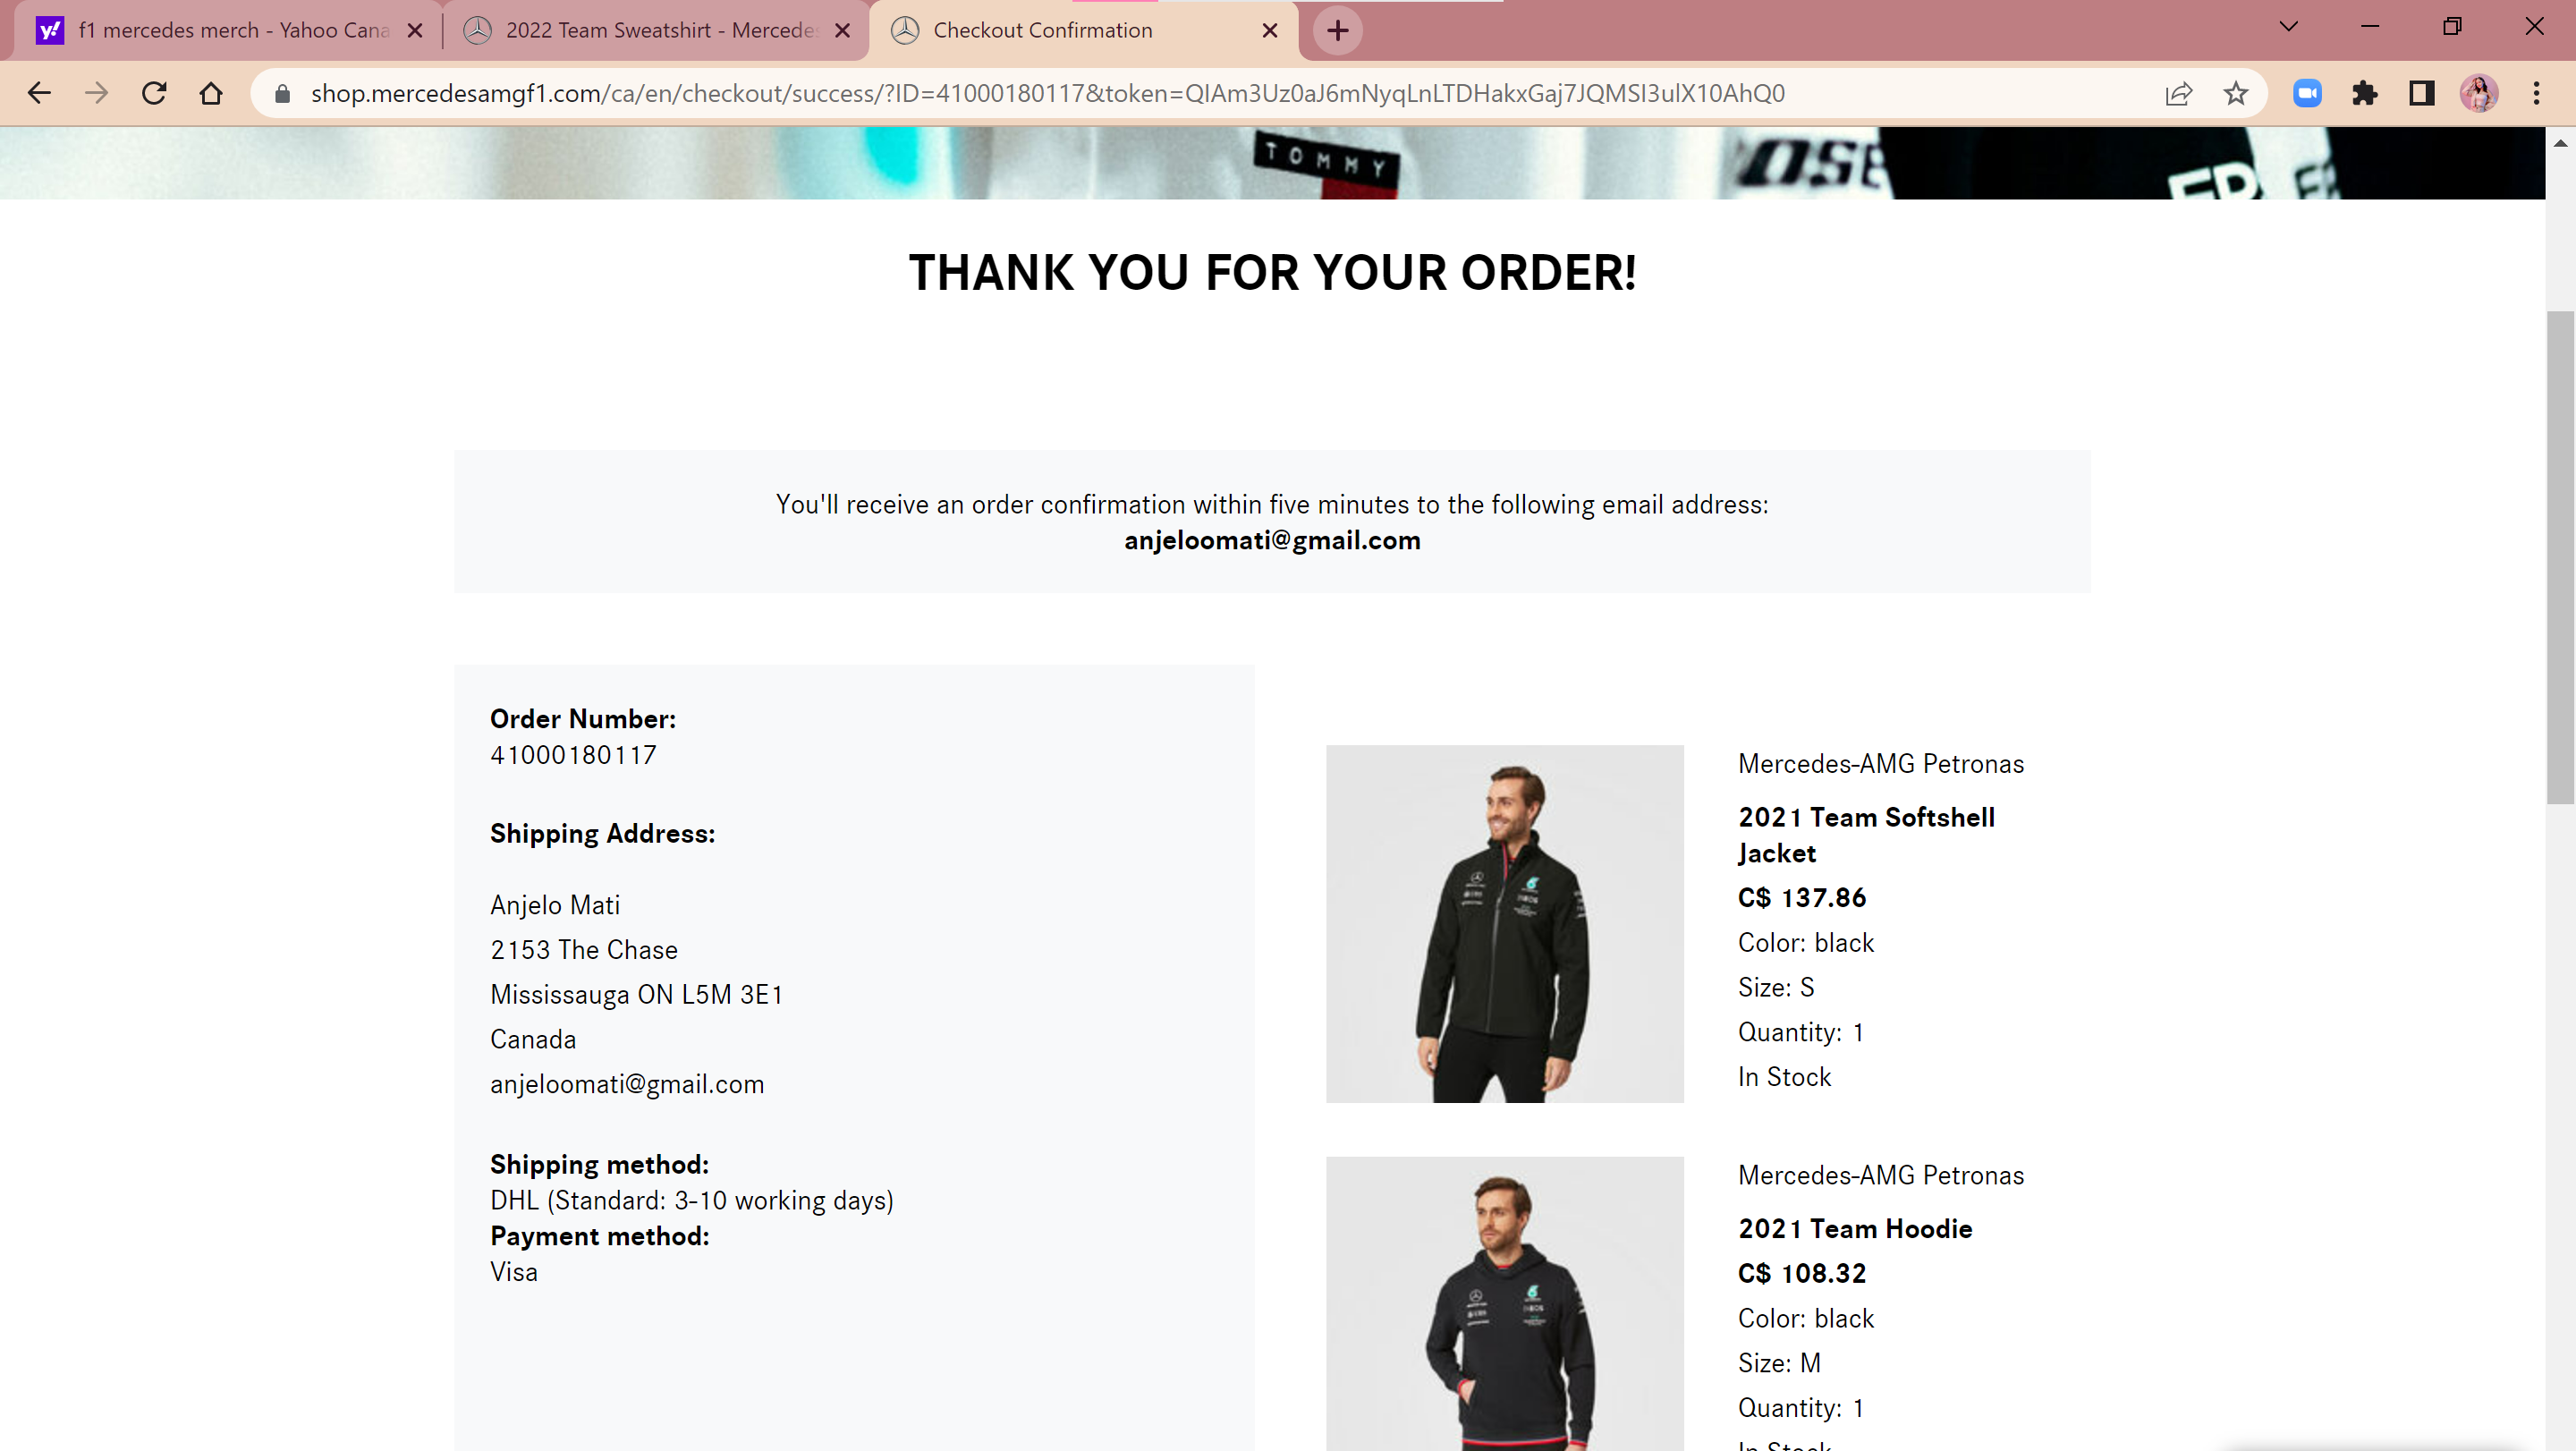 f1 mercedes merch - Yahoo Cana
2022 Team Sweatshirt - Mercedes
Checkout Confirmation
shop.mercedesamgf1.com/ca/en/checkout/success/?ID=41000180117&token=QIAm3Uz0aJ6mNyqLnLTDHakxGaj7JQMSI3ulX10AhQ0
TOMMY
THANK YOU FOR YOUR ORDER!
You'll receive an order confirmation within five minutes to the following email address:
anjeloomati@gmail.com
Order Number:
41000180117
Shipping Address:
Anjelo Mati
2153 The Chase
Mississauga ON L5M 3E1
Canada
anjeloomati@gmail.com
Shipping method:
DHL (Standard: 3-10 working days)
Payment method:
Visa
Mercedes-AMG Petronas
2021 Team Softshell
Jacket
C$ 137.86
Color: black
Size: S
Quantity: 1
In Stock
Mercedes-AMG Petronas
2021 Team Hoodie
C$ 108.32
Color: black
Size: M
Quantity: 1
In Stock